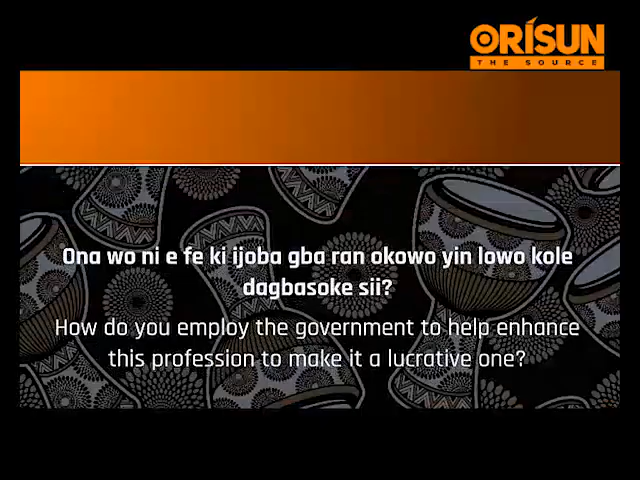 ORÍSUN
THE SOURCE
Ona wo ni e fe ki ijoba gba ran okowo yin lowo kole
dagbasoke sii?
How do you employ the government to help enhance
this profession to make it a lucrative one?